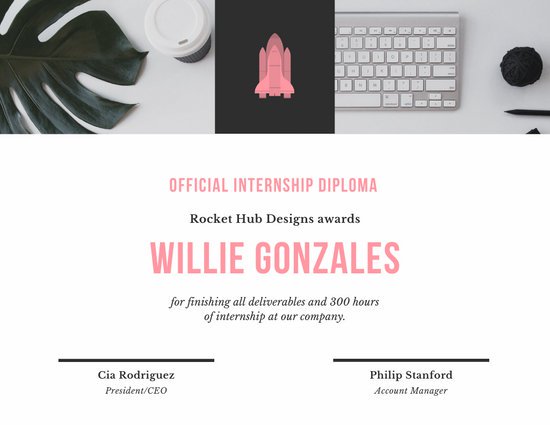 OFFICIAL INTERNSHIP DIPLOMA
Rocket Hub Designs awards
WILLIE GONZALES
for finishing all deliverables and 300 hours
of internship at our company.
Cia Rodriguez
President/CEO
Philip Stanford
Account Manager